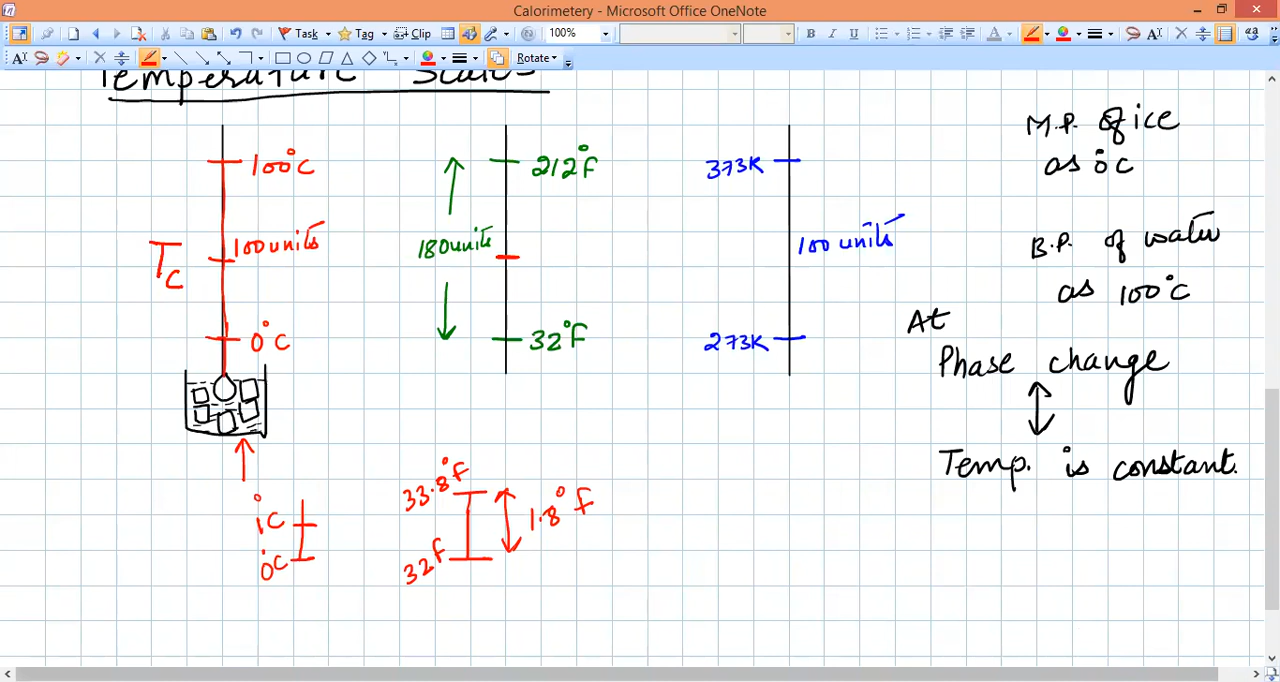 Calorimetery - Microsoft Office OneNote
Task
Tag
Clip
100%
B I U
Rotate
Temperature Scales
100°C
100 units
Tc
0°C
1°C
0°C
212°F
180 units
32°F
33.8°F
1.8°F
32°F
373K
100 units
273K
M.P. of ice
as 0°C
B.P. of water
as 100°C
At
Phase change
Temp. is constant.